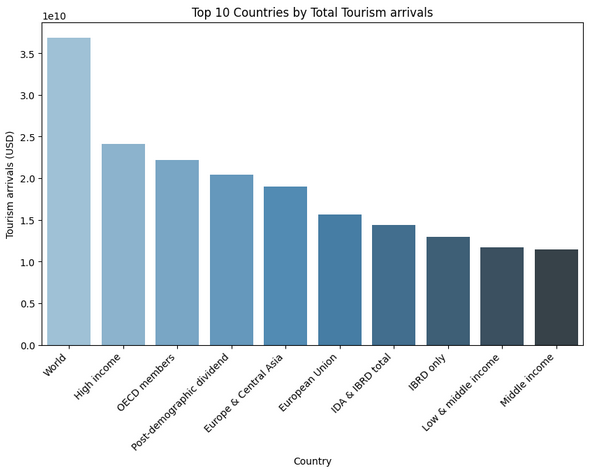 Top 10 Countries by Total Tourism arrivals
1e10
3.5
3.0
2.5
2.0
1.5
1.0
0.5
0.0
Tourism arrivals (USD)
World
High income
OECD members
Post-demographic dividend
Europe & Central Asia
European Union
IDA & IBRD total
IBRD only
Low & middle income
Middle income
Country